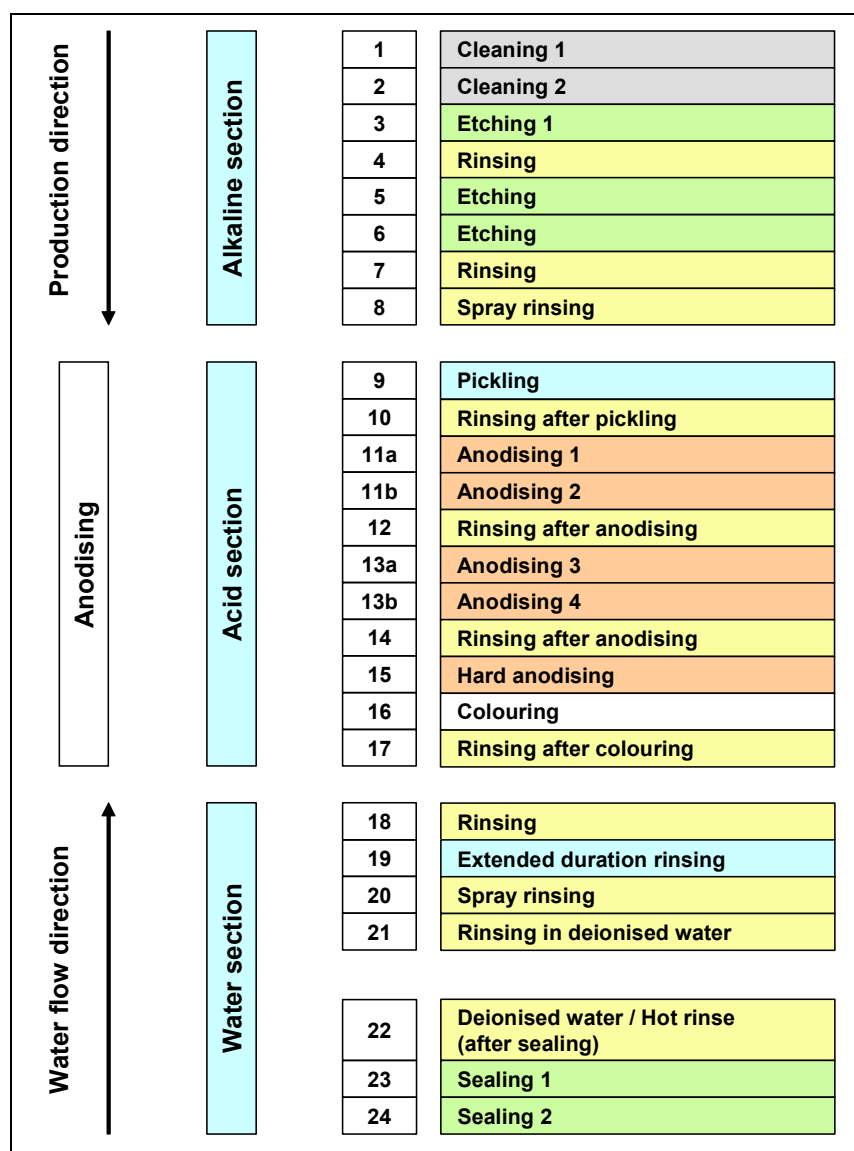 Production direction
Alkaline section
1 Cleaning 1
2 Cleaning 2
3 Etching 1
4 Rinsing
5 Etching
6 Etching
7 Rinsing
8 Spray rinsing
Anodising
Acid section
9 Pickling
10 Rinsing after pickling
11a Anodising 1
11b Anodising 2
12 Rinsing after anodising
13a Anodising 3
13b Anodising 4
14 Rinsing after anodising
15 Hard anodising
16 Colouring
17 Rinsing after colouring
Water flow direction
Water section
18 Rinsing
19 Extended duration rinsing
20 Spray rinsing
21 Rinsing in deionised water
22 Deionised water / Hot rinse
(after sealing)
23 Sealing 1
24 Sealing 2